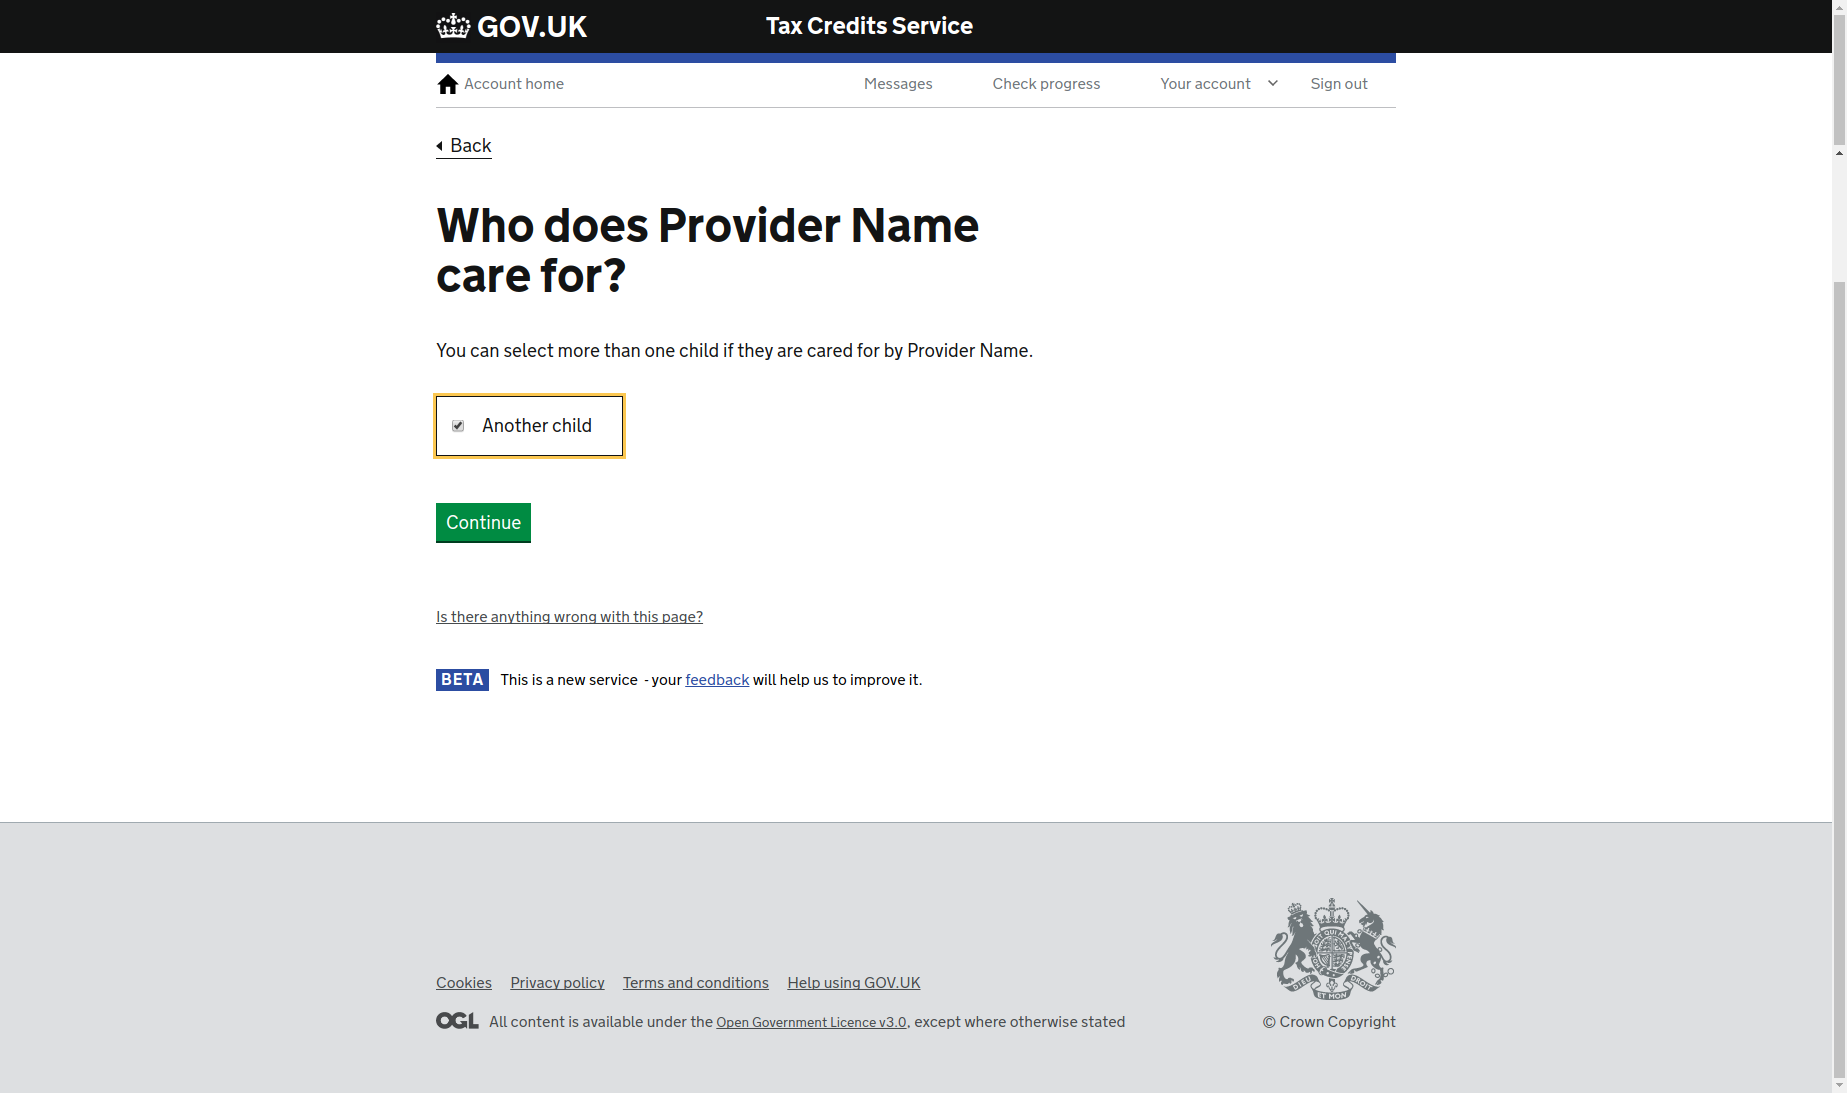 GOV.UK
Tax Credits Service
Account home
Messages
Check progress
Your account
Sign out
Back
Who does Provider Name
care for?
You can select more than one child if they are cared for by Provider Name.
Another child
Continue
Is there anything wrong with this page?
BETA This is a new service - your feedback will help us to improve it.
Cookies Privacy policy Terms and conditions Help using GOV.UK
OGL All content is available under the Open Government Licence v3.0, except where otherwise stated
DIEU ET MON DROIT
© Crown Copyright